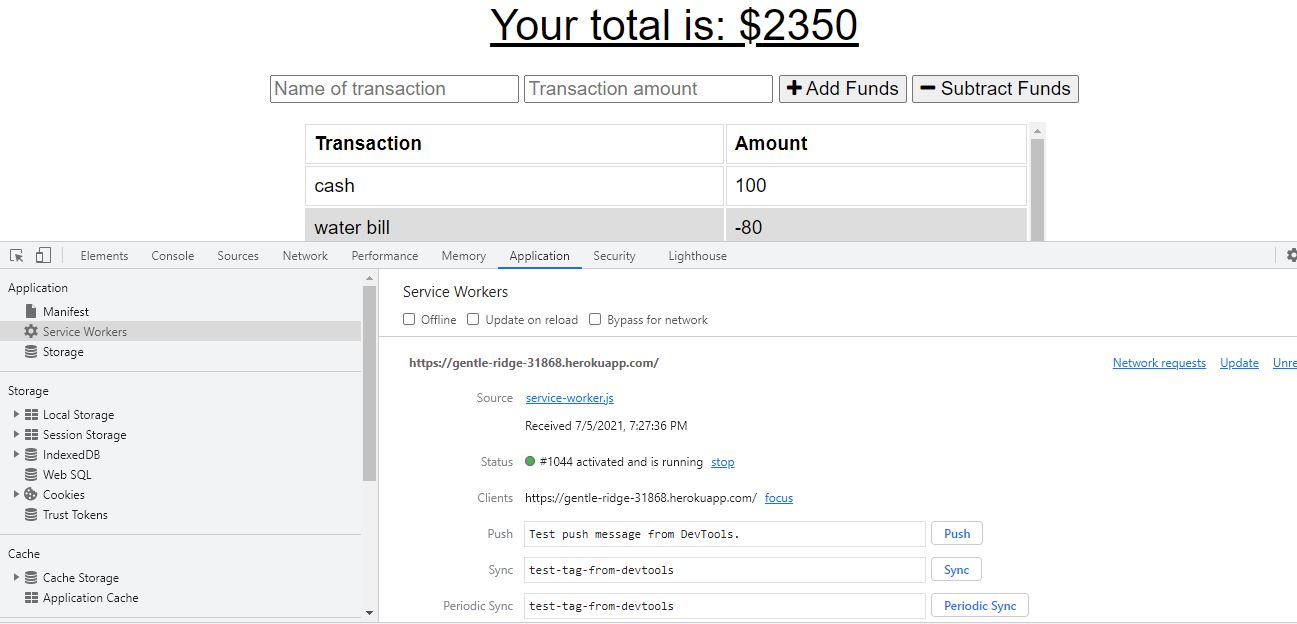 Your total is: $2350
Name of transaction Transaction amount Add Funds Subtract Funds
Transaction Amount
cash 100
water bill -80
Elements Console Sources Network Performance Memory Application Security Lighthouse
Application
Manifest
Service Workers
Storage
Storage
Local Storage
Session Storage
IndexedDB
Web SQL
Cookies
Trust Tokens
Cache
Cache Storage
Application Cache
Service Workers
Offline Update on reload Bypass for network
https://gentle-ridge-31868.herokuapp.com/ Network requests Update Unre
Source service-worker.js
Received 7/5/2021, 7:27:36 PM
Status #1044 activated and is running stop
Clients https://gentle-ridge-31868.herokuapp.com/ focus
Push Test push message from DevTools. Push
Sync test-tag-from-devtools Sync
Periodic Sync test-tag-from-devtools Periodic Sync